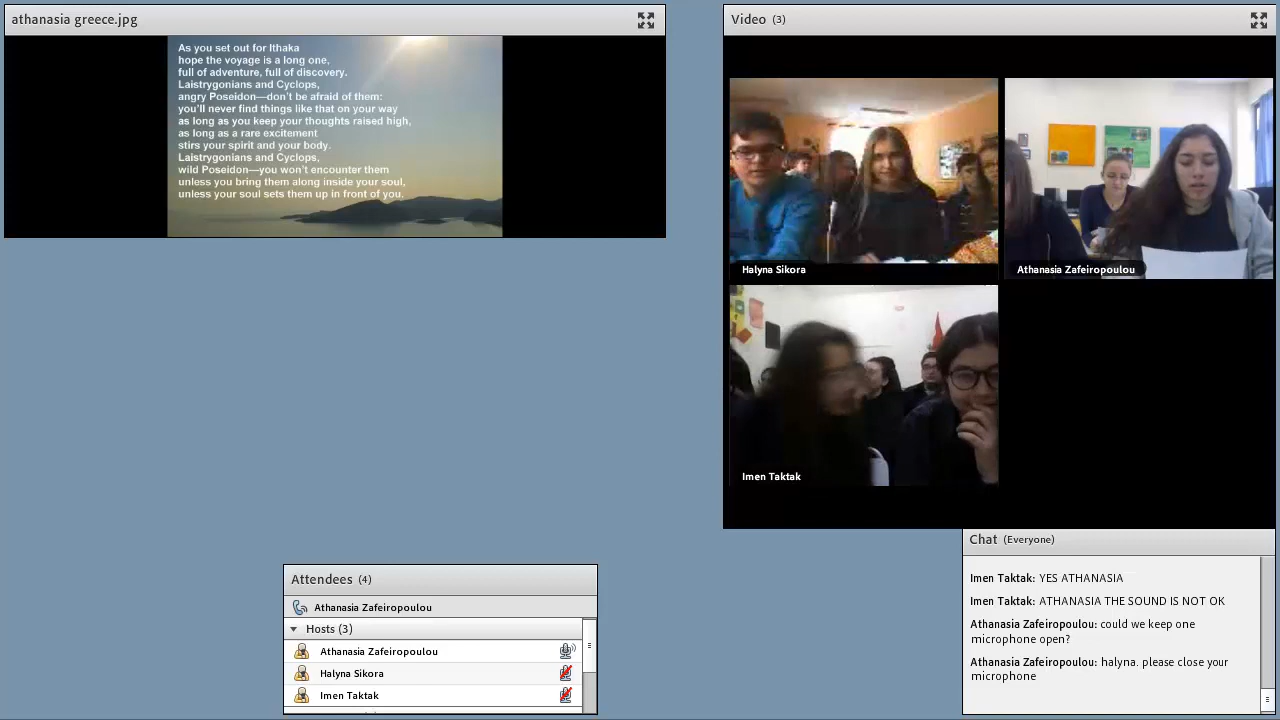 athanasia greece.jpg
As you set out for Ithaka
hope the voyage is a long one,
full of adventure, full of discovery.
Laistrygonians and Cyclops,
angry Poseidon—don't be afraid of them:
you'll never find things like that on your way
as long as you keep your thoughts raised high,
as long as a rare excitement
stirs your spirit and your body.
Laistrygonians and Cyclops,
wild Poseidon—you won't encounter them
unless you bring them along inside your soul,
unless your soul sets them up in front of you.
Video (3)
Halyna Sikora
Athanasia Zafeiropoulou
Imen Taktak
Attendees (4)
Athanasia Zafeiropoulou
Hosts (3)
Athanasia Zafeiropoulou
Halyna Sikora
Imen Taktak
Chat (Everyone)
Imen Taktak: YES ATHANASIA
Imen Taktak: ATHANASIA THE SOUND IS NOT OK
Athanasia Zafeiropoulou: could we keep one
microphone open?
Athanasia Zafeiropoulou: halyna. please close your
microphone